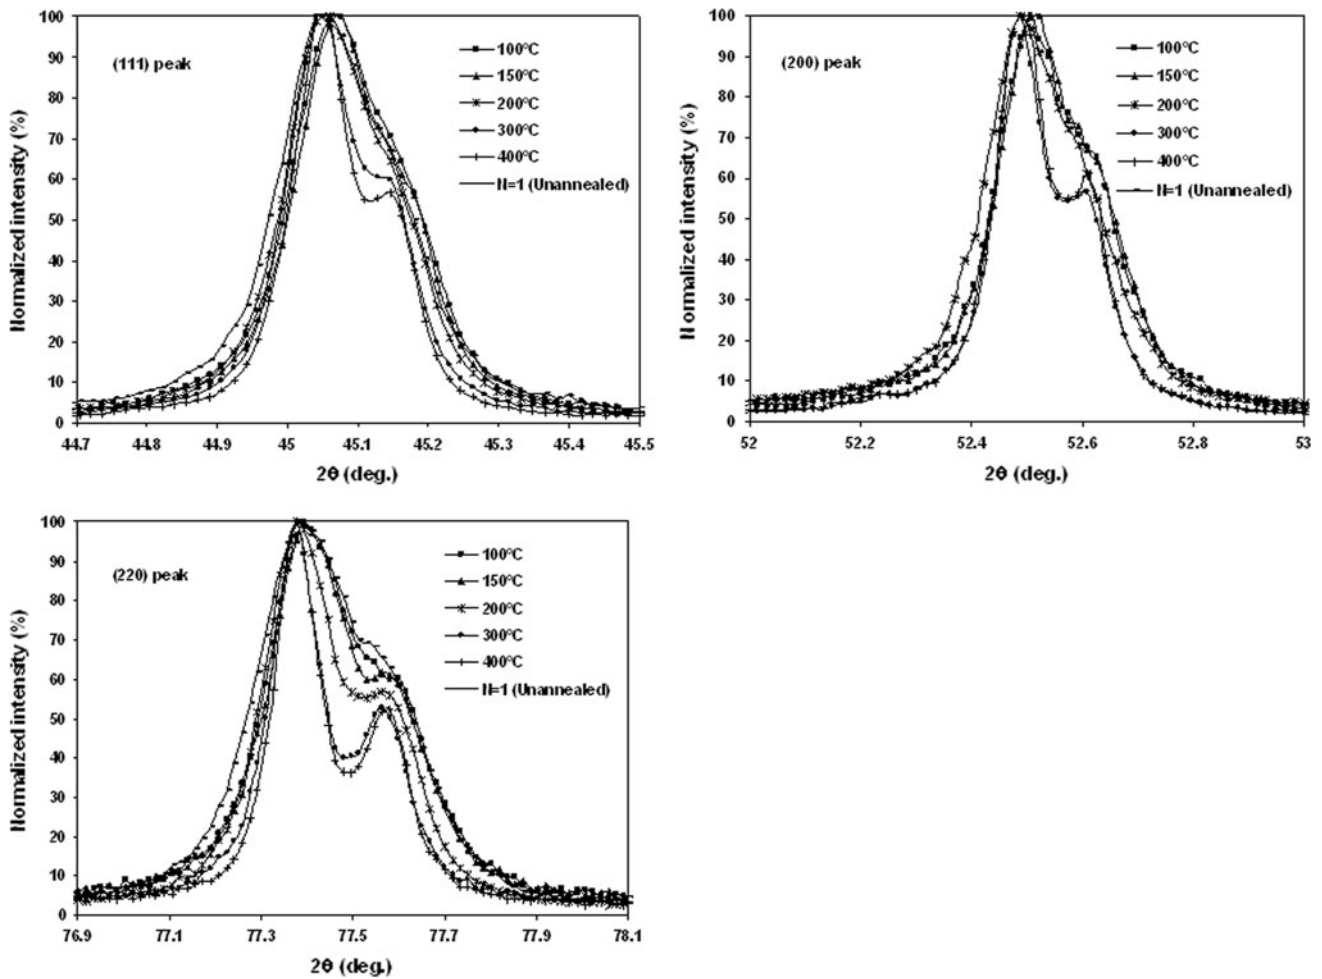 (111) peak
100°C
150°C
200°C
300°C
400°C
N=1 (Unannealed)
Normalized intensity (%)
100
90
80
70
60
50
40
30
20
10
0
44.7 44.8 44.9 45 45.1 45.2 45.3 45.4 45.5
2θ (deg.)
(200) peak
100°C
150°C
200°C
300°C
400°C
N=1 (Unannealed)
N ormalized intensity (%)
100
90
80
70
60
50
40
30
20
10
0
52 52.2 52.4 52.6 52.8 53
2θ (deg.)
(220) peak
100°C
150°C
200°C
300°C
400°C
N=1 (Unannealed)
Normalized intensity (%)
100
90
80
70
60
50
40
30
20
10
0
76.9 77.1 77.3 77.5 77.7 77.9 78.1
2θ (deg.)